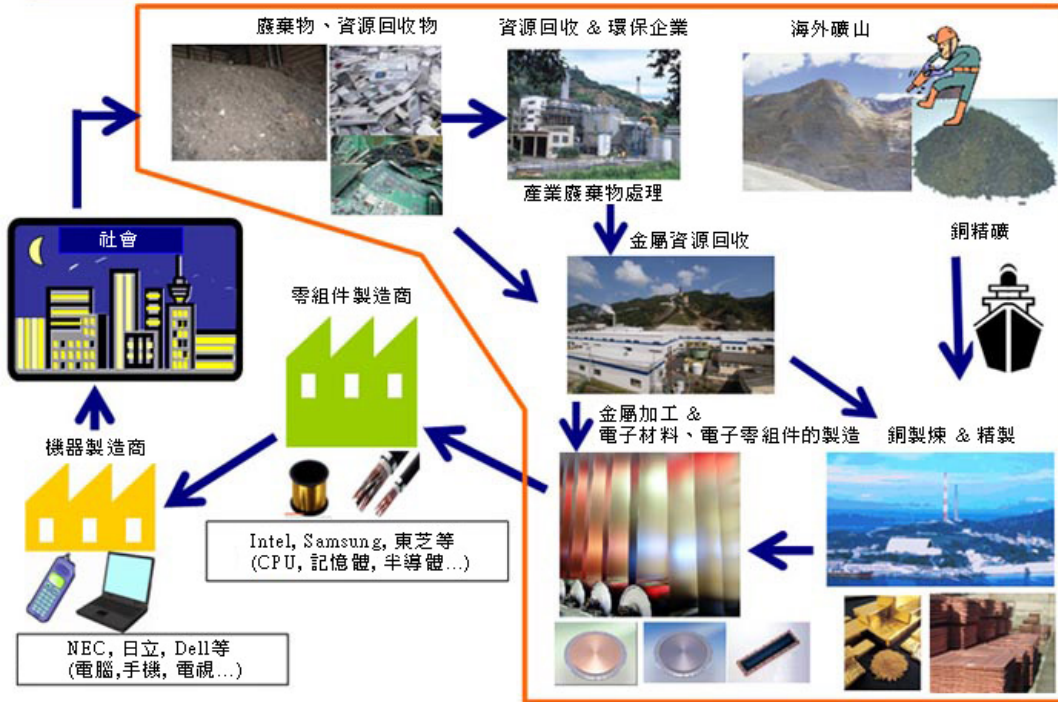 廢棄物、資源回收物
資源回收 & 環保企業
海外礦山
產業廢棄物處理
金屬資源回收
銅精礦
社會
零組件製造商
金屬加工 &
電子材料、電子零組件的製造
銅製煉 & 精製
機器製造商
Intel, Samsung, 東芝等
(CPU, 記憶體, 半導體...)
NEC, 日立, Dell等
(電腦,手機, 電視...)